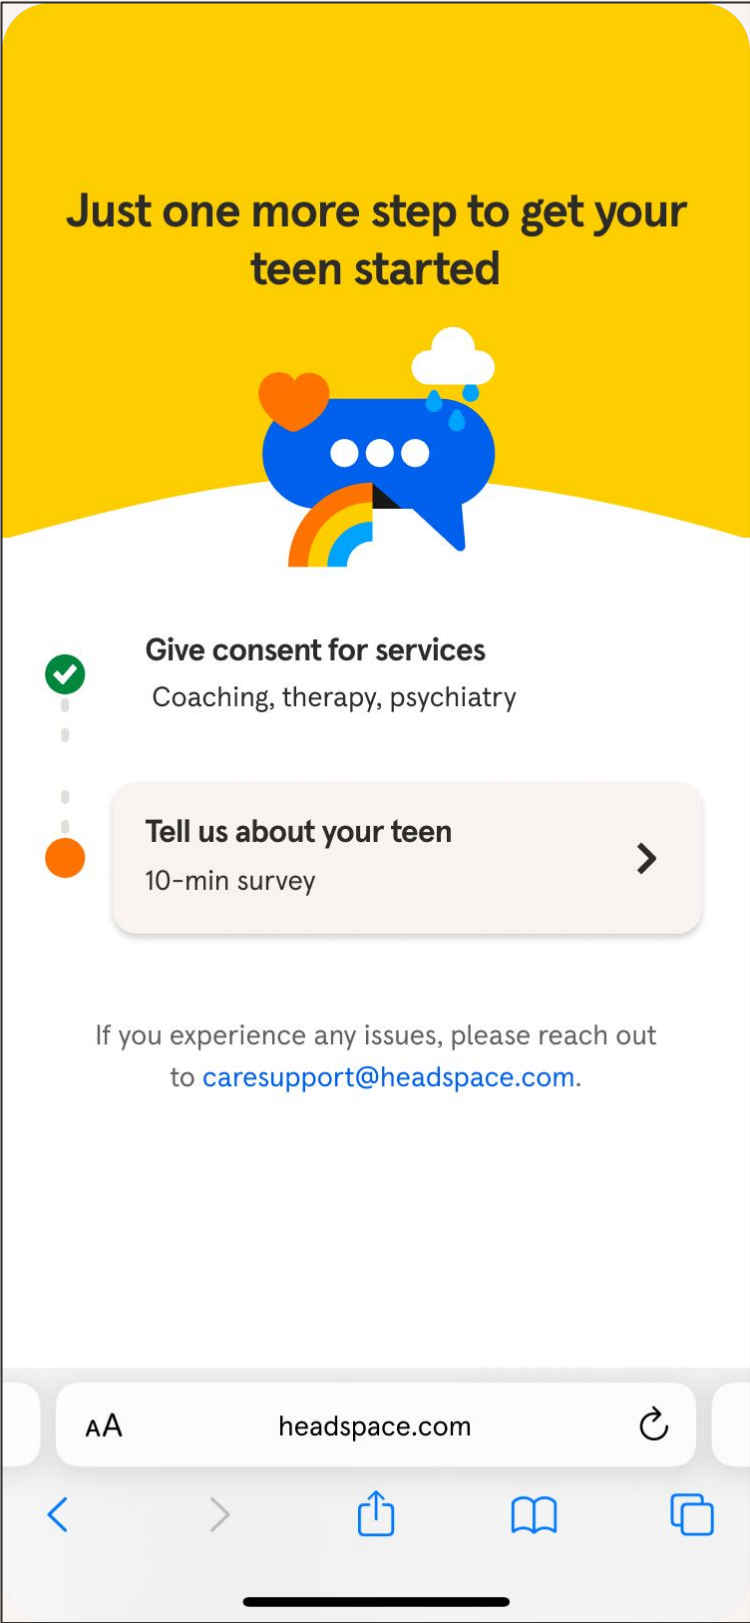 Just one more step to get your
teen started
Give consent for services
Coaching, therapy, psychiatry
Tell us about your teen
10-min survey
If you experience any issues, please reach out
to caresupport@headspace.com.
AA headspace.com